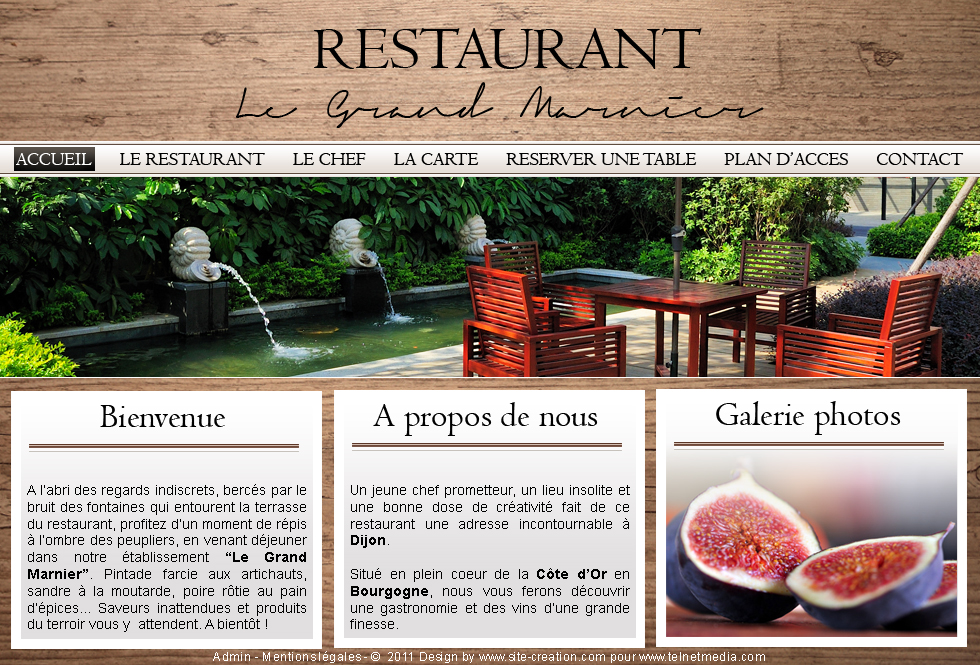 RESTAURANT
Le Grand Marnier
ACCUEIL LE RESTAURANT LE CHEF LA CARTE RESERVER UNE TABLE PLAN D'ACCES CONTACT
Bienvenue
A l'abri des regards indiscrets, bercés par le
bruit des fontaines qui entourent la terrasse
du restaurant, profitez d'un moment de répis
à l'ombre des peupliers, en venant déjeuner
dans notre établissement “Le Grand
Marnier”. Pintade farcie aux artichauts,
sandre à la moutarde, poire rôtie au pain
d'épices... Saveurs inattendues et produits
du terroir vous y attendent. A bientôt !
A propos de nous
Un jeune chef prometteur, un lieu insolite et
une bonne dose de créativité fait de ce
restaurant une adresse incontournable à
Dijon.
Situé en plein coeur de la Côte d'Or en
Bourgogne, nous vous ferons découvrir
une gastronomie et des vins d'une grande
finesse.
Galerie photos
Admin - Mentions légales - © 2011 Design by www.site-creation.com pour www.telnetmedia.com